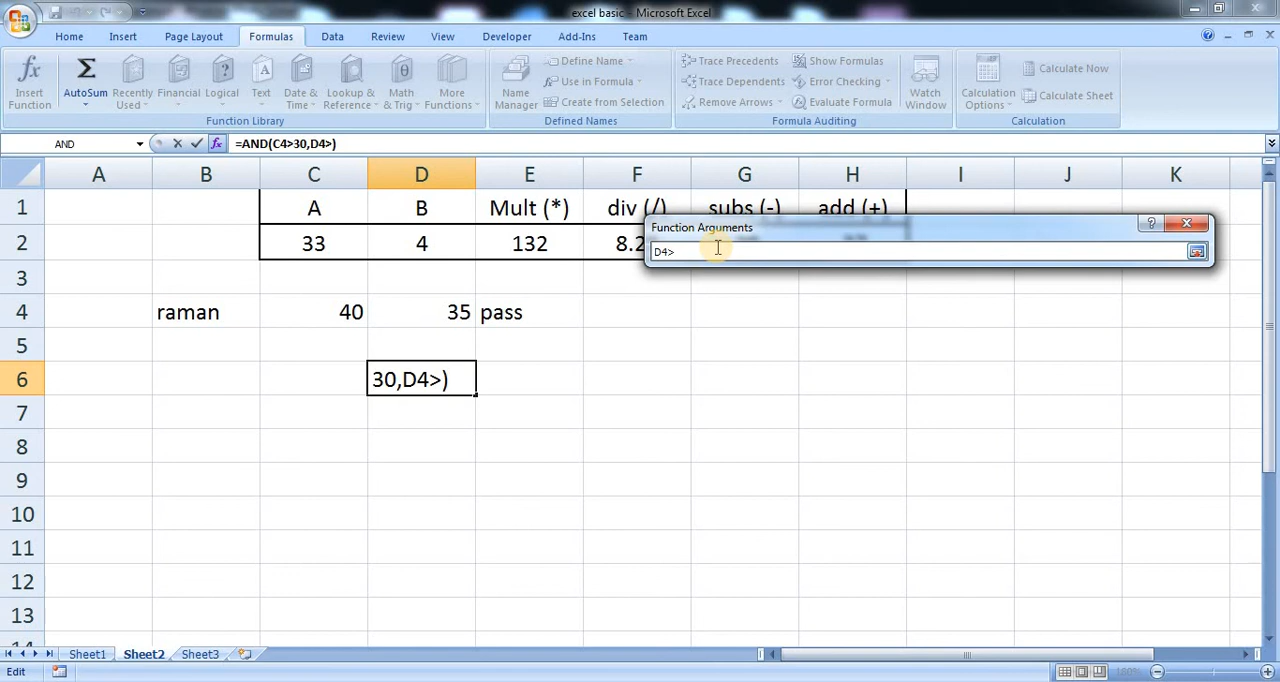 excel basic - Microsoft Excel
Home Insert Page Layout Formulas Data Review View Developer Add-Ins Team
fx Insert Function
Σ AutoSum
Recently Used
Financial
Logical
? 
A Text
Date & Time
Lookup & Reference
θ Math & Trig
More Functions
Function Library
Name Manager
Define Name
Use in Formula
Create from Selection
Defined Names
Trace Precedents
Trace Dependents
Remove Arrows
Show Formulas
Error Checking
Evaluate Formula
Formula Auditing
Watch Window
Calculation Options
Calculate Now
Calculate Sheet
Calculation
AND fx =AND(C4>30,D4>)
A B C D E F G H I J K
1 A B Mult (*) div (/) subs (-) add (+)
2 33 4 132 8.2
Function Arguments ?
D4>
3
4 raman 40 35 pass
5
6 30,D4>)
7
8
9
10
11
12
13
Sheet1 Sheet2 Sheet3
Edit